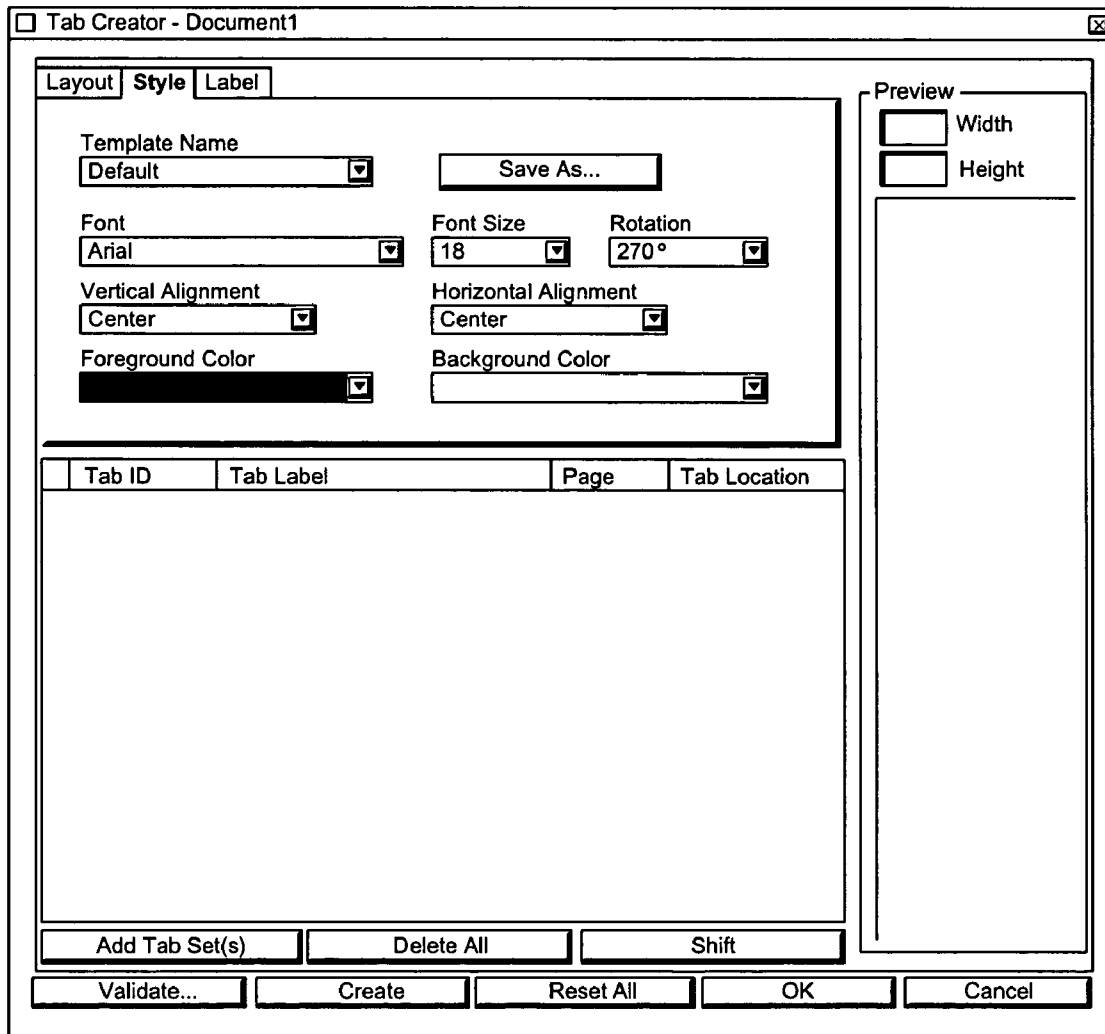 Tab Creator - Document1
Layout Style Label
Template Name
Default
Save As...
Font Font Size Rotation
Arial 18 270°
Vertical Alignment Horizontal Alignment
Center Center
Foreground Color Background Color
Preview
Width
Height
Tab ID Tab Label Page Tab Location
Add Tab Set(s) Delete All Shift
Validate... Create Reset All OK Cancel